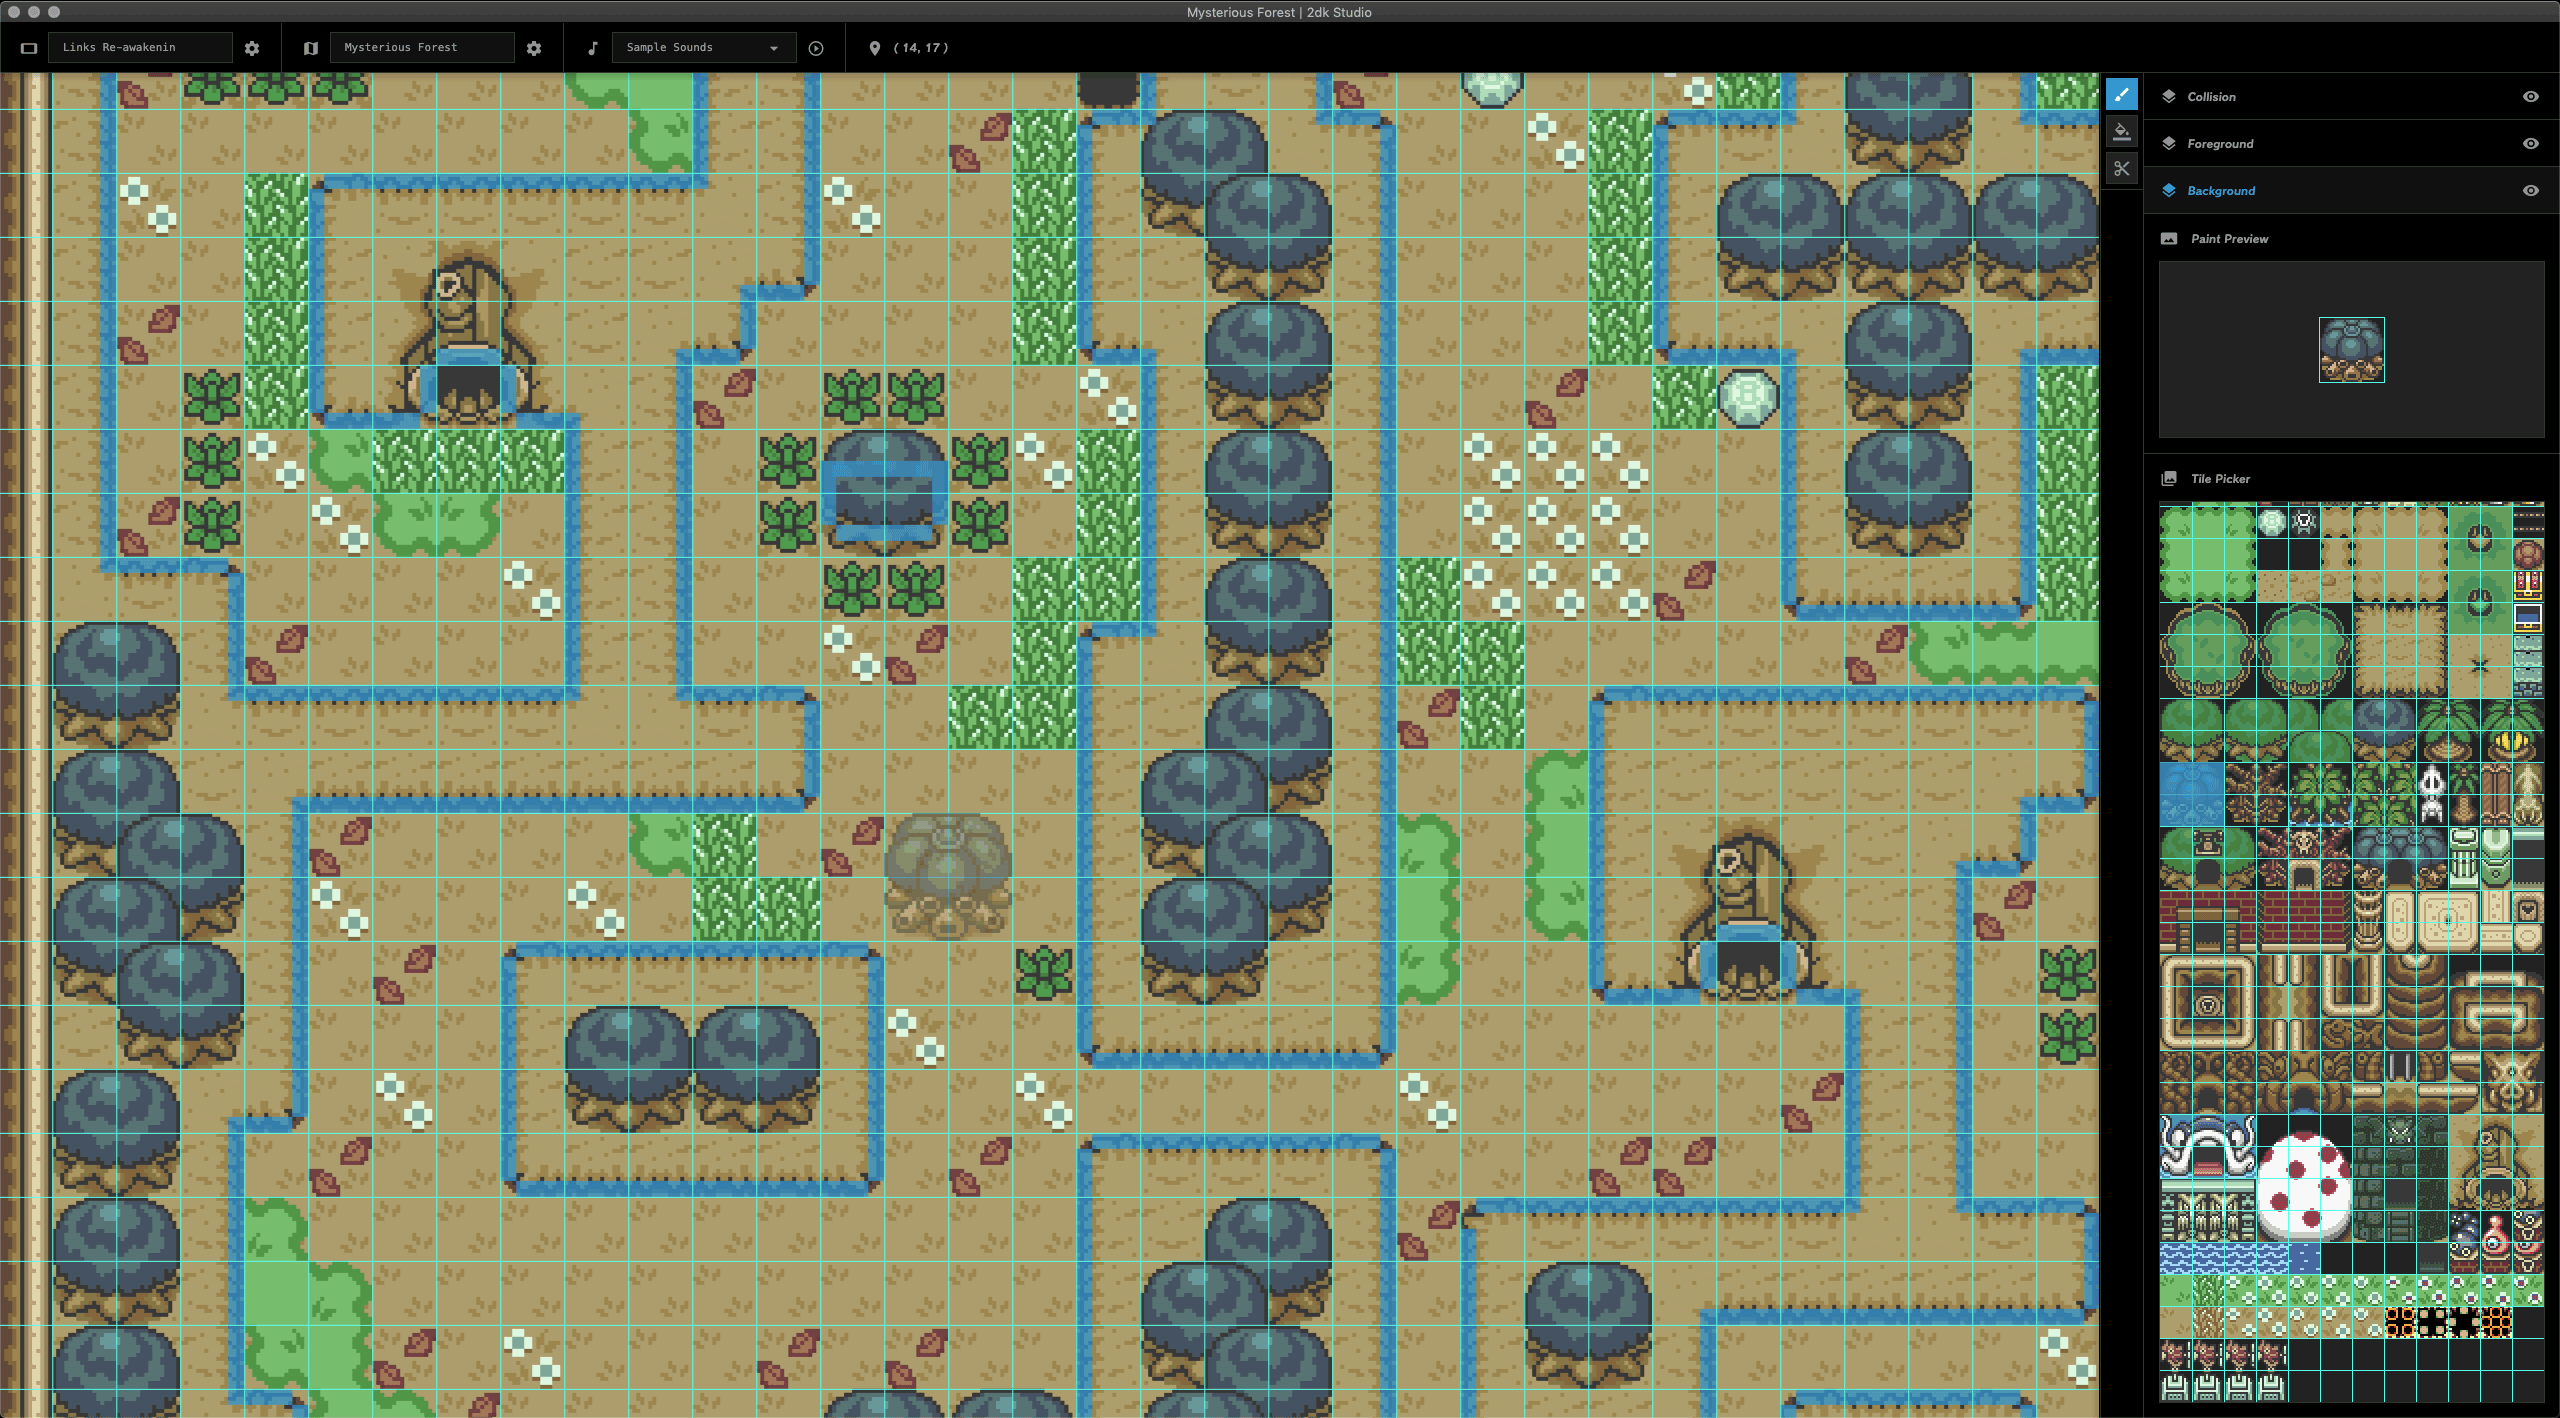 Mysterious Forest | 2dk Studio
Links Re-awakenin
Mysterious Forest
Sample Sounds
( 14, 17 )
Collision
Foreground
Background
Paint Preview
Tile Picker